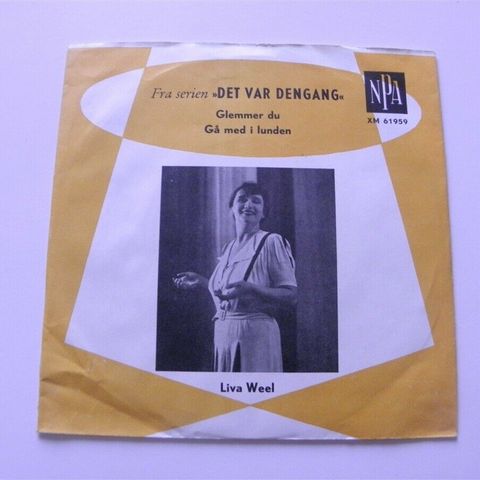 Fra serien »DET VAR DENGANG«
Glemmer du
Gå med i lunden
NPA
XM 61959
Liva Weel